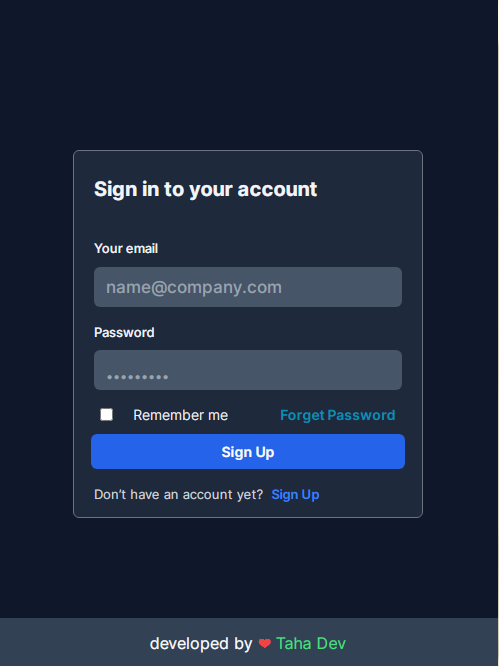 Sign in to your account
Your email
name@company.com
Password
•••••••••
Remember me Forget Password
Sign Up
Don't have an account yet? Sign Up
developed by ❤ Taha Dev